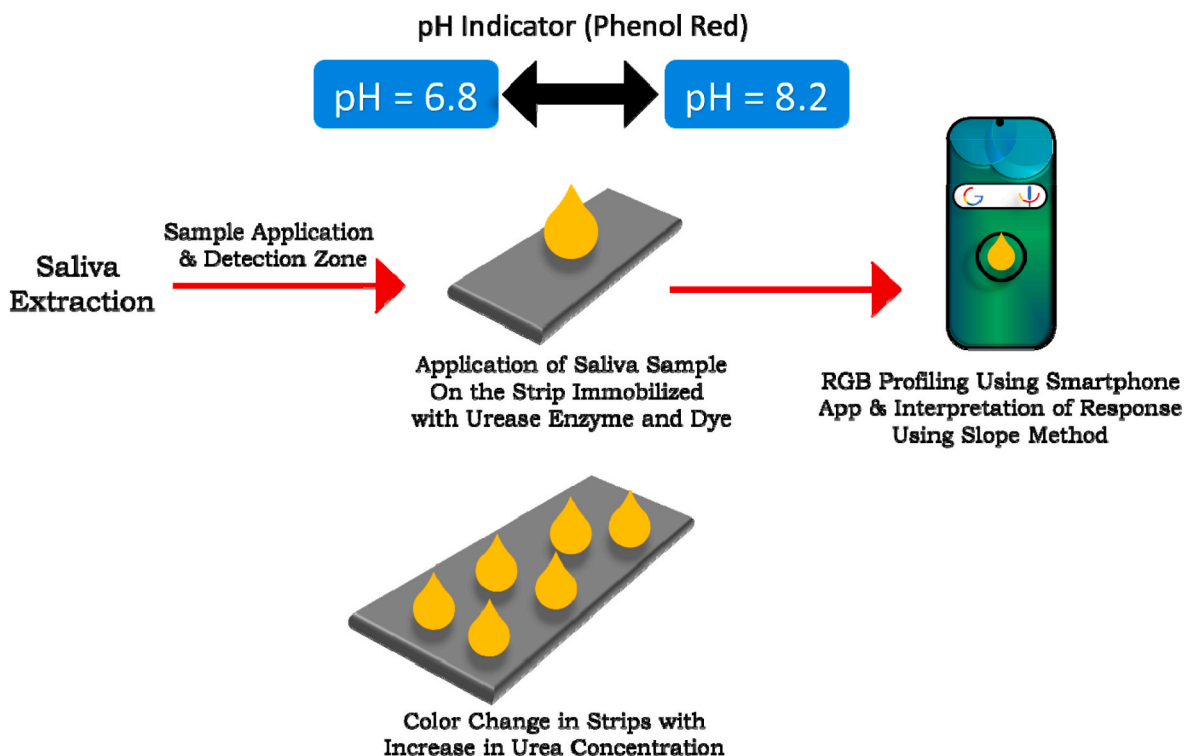 pH Indicator (Phenol Red)
pH = 6.8
pH = 8.2
Sample Application
& Detection Zone
Saliva
Extraction
G
Application of Saliva Sample
On the Strip Immobilized
with Urease Enzyme and Dye
RGB Profiling Using Smartphone
App & Interpretation of Response
Using Slope Method
Color Change in Strips with
Increase in Urea Concentration